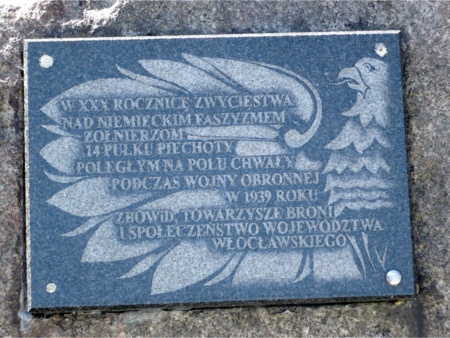 W XXX ROCZNICĘ ZWYCIĘSTWA
NAD NIEMIECKIM FASZYZMEM
ŻOŁNIERZOM
14 PUŁKU PIECHOTY
POLEGŁYM NA POLU CHWAŁY
PODCZAS WOJNY OBRONNEJ
W 1939 ROKU
ZBOWiD, TOWARZYSZE BRONI
I SPOŁECZEŃSTWO WOJEWÓDZTWA
WŁOCŁAWSKIEGO